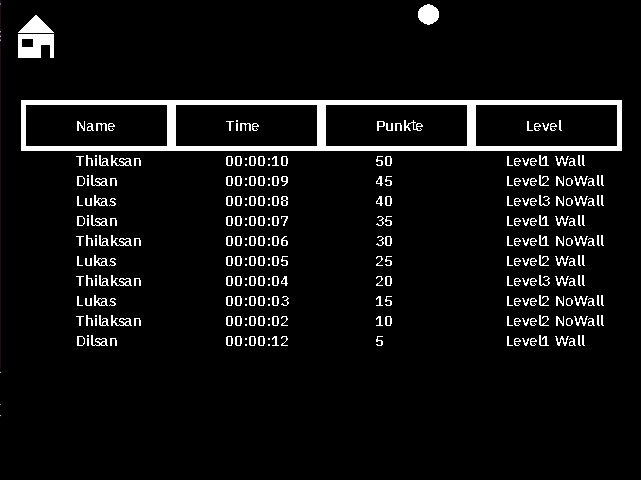 Name Time Punkte Level
Thilaksan 00:00:10 50 Level1 Wall
Dilsan 00:00:09 45 Level2 NoWall
Lukas 00:00:08 40 Level3 NoWall
Dilsan 00:00:07 35 Level1 Wall
Thilaksan 00:00:06 30 Level1 NoWall
Lukas 00:00:05 25 Level2 Wall
Thilaksan 00:00:04 20 Level3 Wall
Lukas 00:00:03 15 Level2 NoWall
Thilaksan 00:00:02 10 Level2 NoWall
Dilsan 00:00:12 5 Level1 Wall